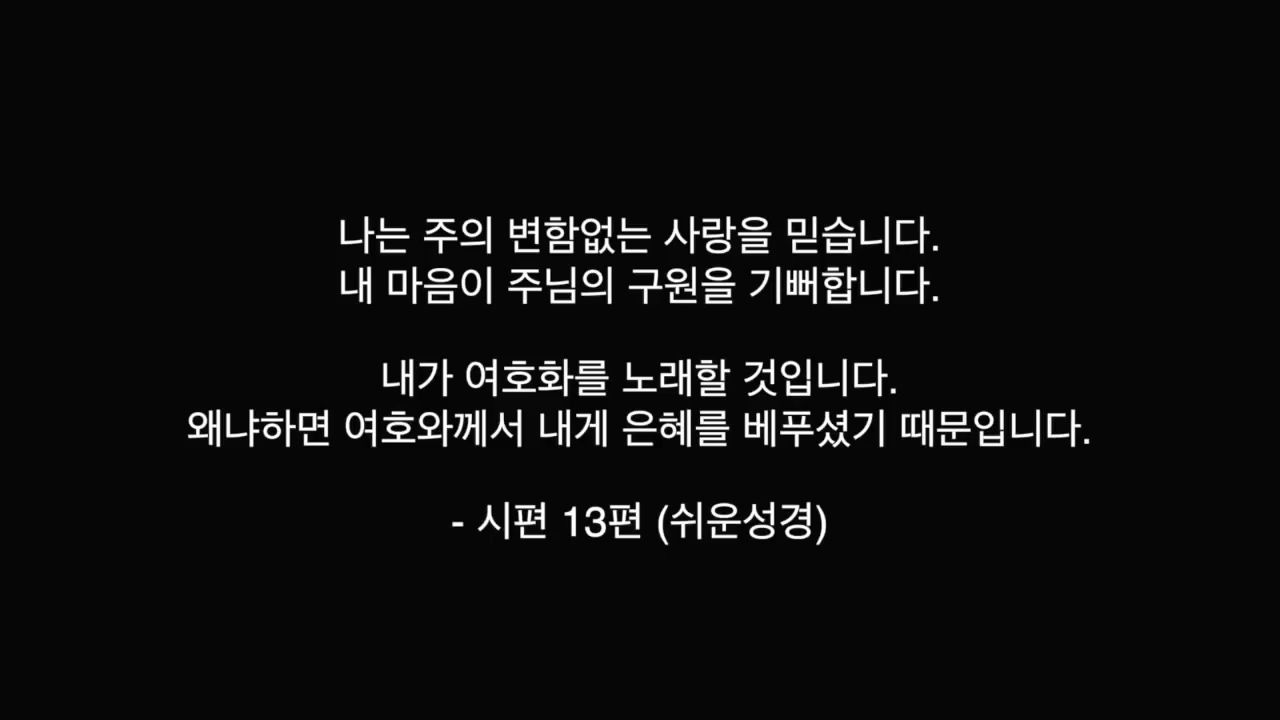 나는 주의 변함없는 사랑을 믿습니다.
내 마음이 주님의 구원을 기뻐합니다.
내가 여호화를 노래할 것입니다.
왜냐하면 여호와께서 내게 은혜를 베푸셨기 때문입니다.
- 시편 13편 (쉬운성경)